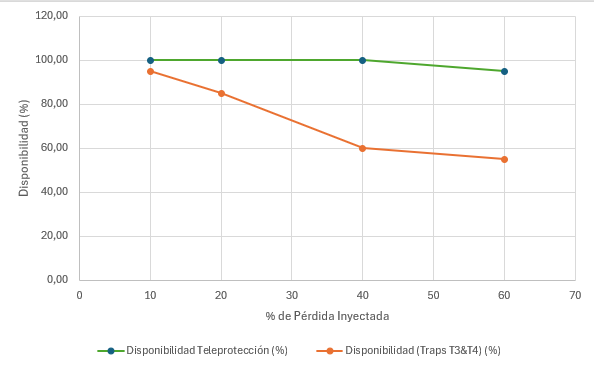 120,00
100,00
80,00
60,00
40,00
20,00
0,00
Disponibilidad (%)
0 10 20 30 40 50 60 70
% de Pérdida Inyectada
Disponibilidad Teleprotección (%) Disponibilidad (Traps T3&T4) (%)